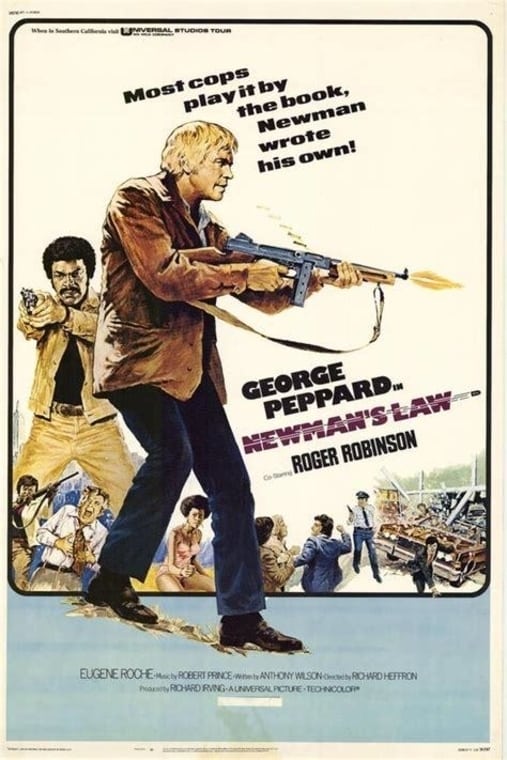 When in Southern California visit UNIVERSAL STUDIOS TOUR
Most cops
play it by
the book,
Newman
wrote
his own!
GEORGE
PEPPARD IN
NEWMAN'S LAW
Co-Starring ROGER ROBINSON
EUGENE ROCHE · Music by ROBERT PRINCE · Written by ANTHONY WILSON · Directed by RICHARD HEFFRON
Produced by RICHARD IRVING · A UNIVERSAL PICTURE · TECHNICOLOR®